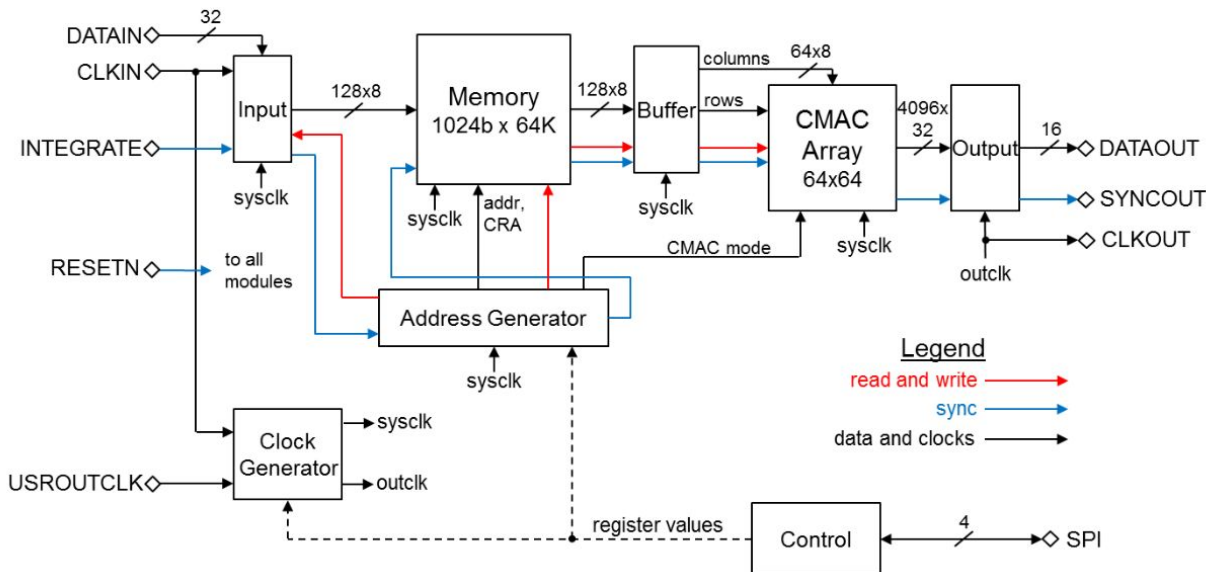 DATAIN
32
CLKIN
INTEGRATE
RESETN
to all
modules
USROUTCLK
Input
sysclk
128x8
Memory
1024b x 64K
sysclk
addr,
CRA
128x8
Buffer
sysclk
columns
64x8
rows
CMAC
Array
64x64
sysclk
CMAC mode
4096x
32
Output
outclk
16
DATAOUT
SYNCOUT
CLKOUT
Address Generator
sysclk
Legend
read and write
sync
data and clocks
Clock
Generator
sysclk
outclk
register values
Control
4
SPI